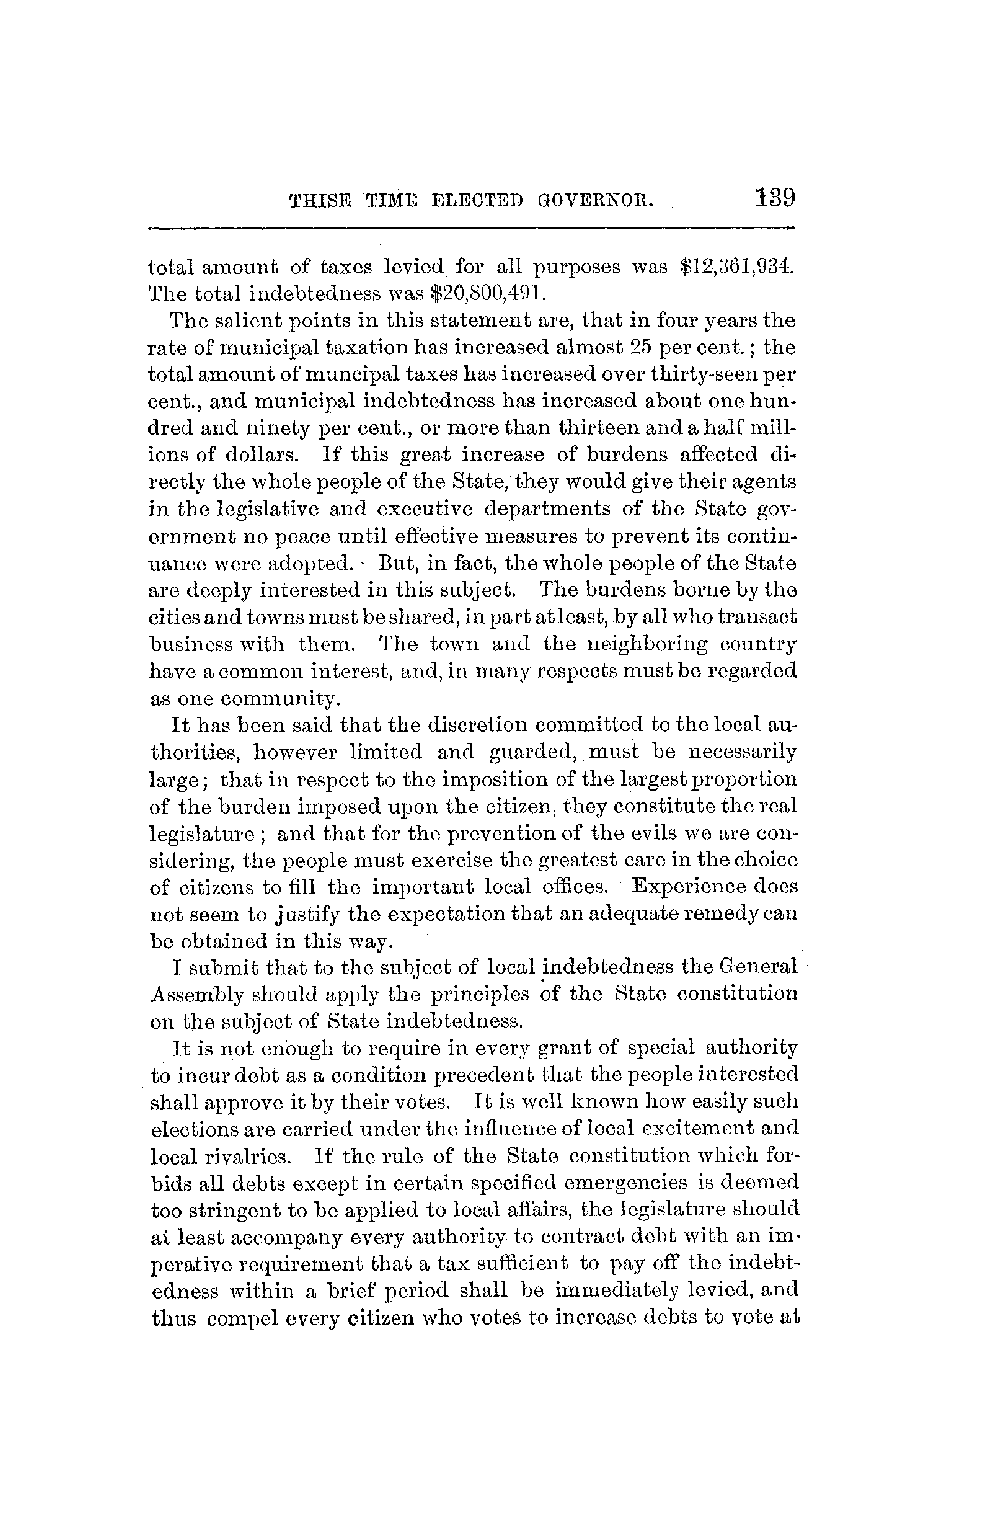 THISE TIME ELECTED GOVERNOR. 139
total amount of taxes levied for all purposes was $12,361,934.
The total indebtedness was $20,800,491.
The salient points in this statement are, that in four years the
rate of municipal taxation has increased almost 25 per cent.; the
total amount of muncipal taxes has increased over thirty-seen per
cent., and municipal indebtedness has increased about one hun-
dred and ninety per cent., or more than thirteen and a half mill-
ions of dollars. If this great increase of burdens affected di-
rectly the whole people of the State, they would give their agents
in the legislative and executive departments of the State gov-
ernment no peace until effective measures to prevent its contin-
uance were adopted. But, in fact, the whole people of the State
are deeply interested in this subject. The burdens borne by the
cities and towns must be shared, in part at least, by all who transact
business with them. The town and the neighboring country
have a common interest, and, in many respects must be regarded
as one community.
It has been said that the discretion committed to the local au-
thorities, however limited and guarded, must be necessarily
large; that in respect to the imposition of the largest proportion
of the burden imposed upon the citizen, they constitute the real
legislature; and that for the prevention of the evils we are con-
sidering, the people must exercise the greatest care in the choice
of citizens to fill the important local offices. Experience does
not seem to justify the expectation that an adequate remedy can
be obtained in this way.
I submit that to the subject of local indebtedness the General
Assembly should apply the principles of the State constitution
on the subject of State indebtedness.
It is not enough to require in every grant of special authority
to incur debt as a condition precedent that the people interested
shall approve it by their votes. It is well known how easily such
elections are carried under the influence of local excitement and
local rivalries. If the rule of the State constitution which for-
bids all debts except in certain specified emergencies is deemed
too stringent to be applied to local affairs, the legislature should
at least accompany every authority to contract debt with an im-
perative requirement that a tax sufficient to pay off the indebt-
edness within a brief period shall be immediately levied, and
thus compel every citizen who votes to increase debts to vote at